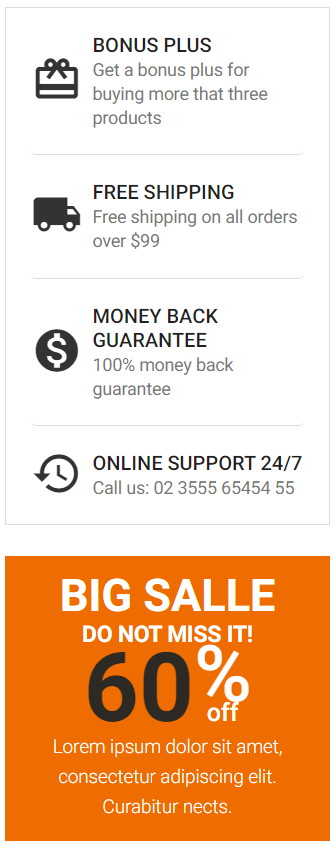 BONUS PLUS
Get a bonus plus for
buying more that three
products
FREE SHIPPING
Free shipping on all orders
over $99
MONEY BACK
GUARANTEE
100% money back
guarantee
ONLINE SUPPORT 24/7
Call us: 02 3555 65454 55
BIG SALLE
DO NOT MISS IT!
60%
off
Lorem ipsum dolor sit amet,
consectetur adipiscing elit.
Curabitur nects.